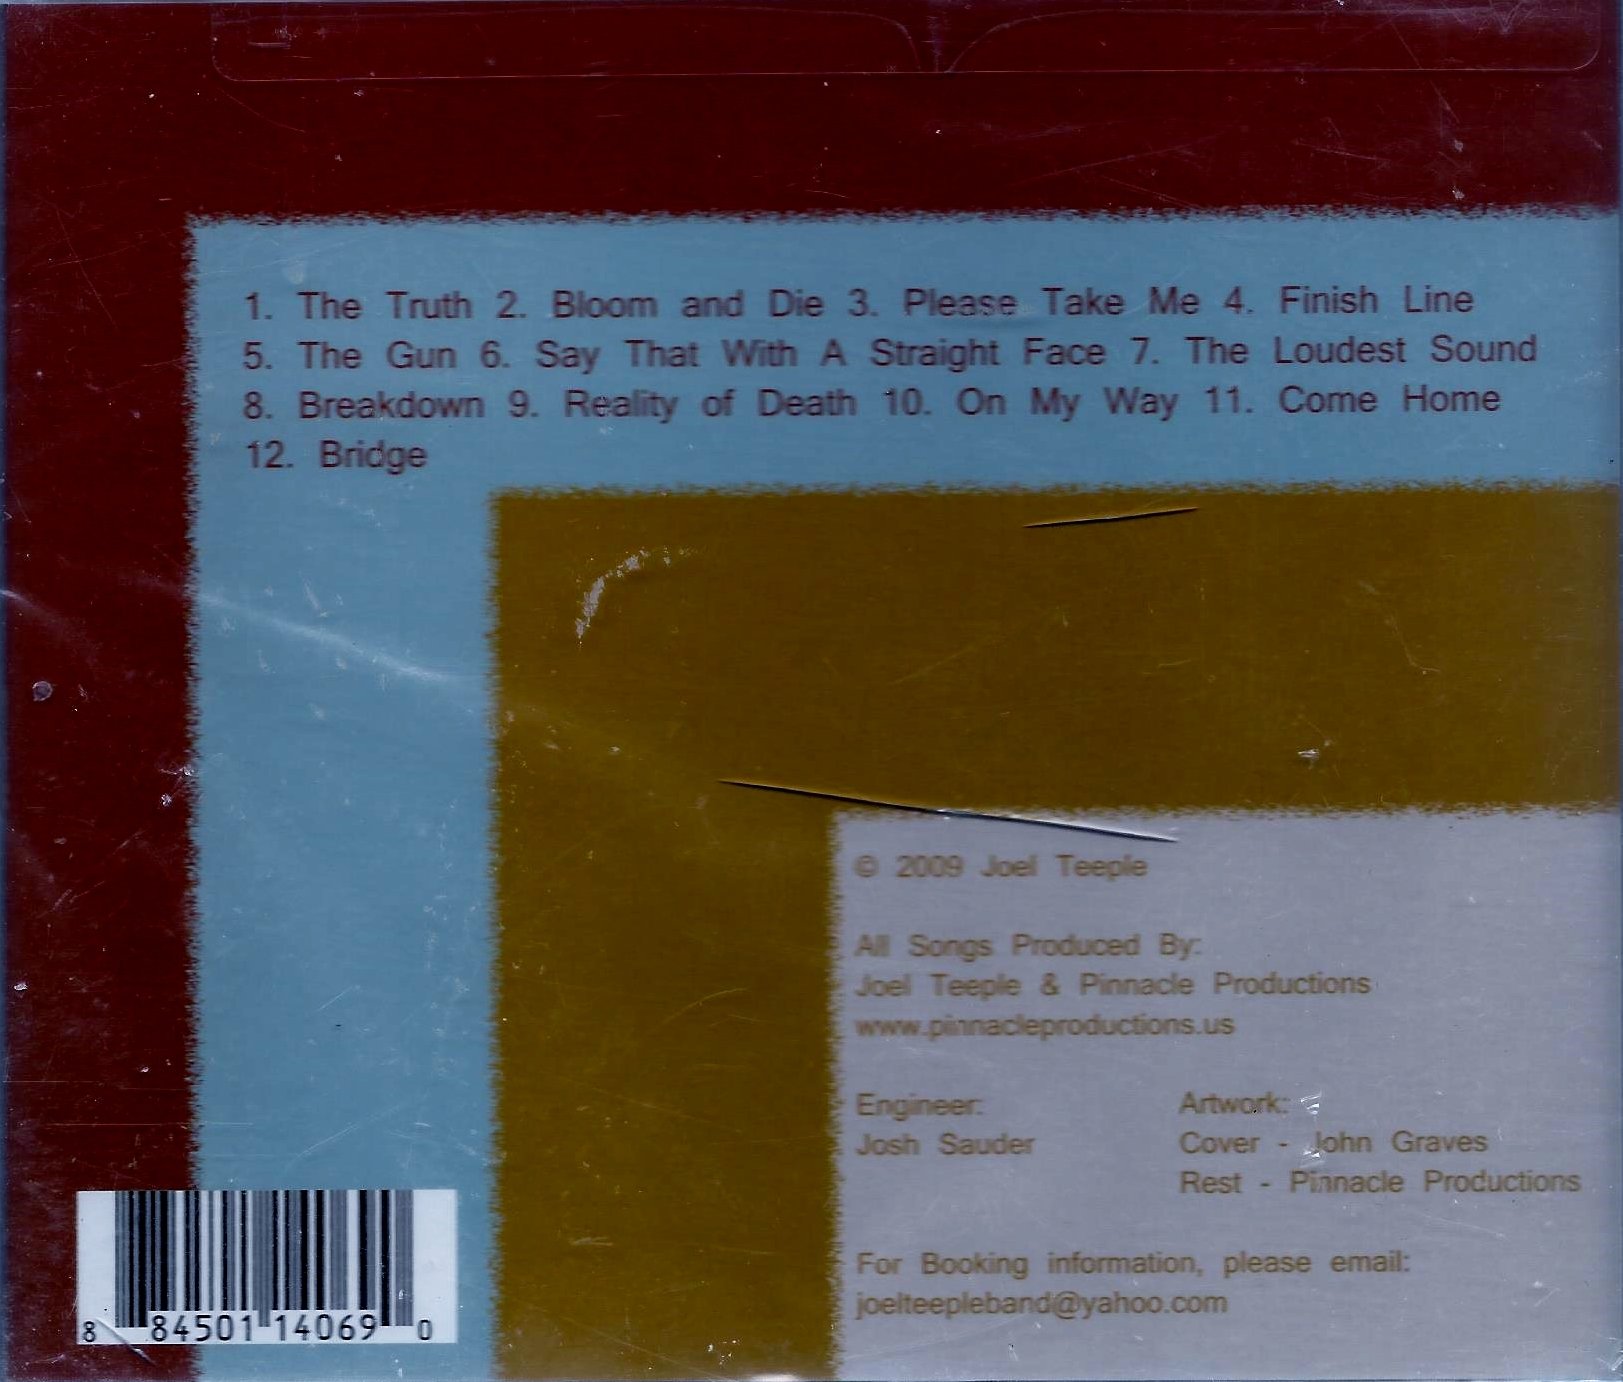 1. The Truth 2. Bloom and Die 3. Please Take Me 4. Finish Line
5. The Gun 6. Say That With A Straight Face 7. The Loudest Sound
8. Breakdown 9. Reality of Death 10. On My Way 11. Come Home
12. Bridge
© 2009 Joel Teeple
All Songs Produced By:
Joel Teeple & Pinnacle Productions
www.pinnacleproductions.us
Engineer:
Josh Sauder
Artwork:
Cover - John Graves
Rest - Pinnacle Productions
For Booking information, please email:
joelteepleband@yahoo.com
8 84501 14069 0